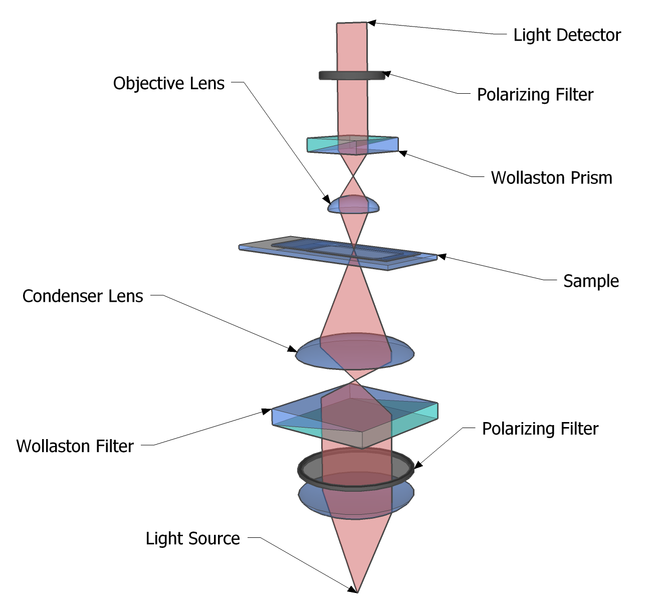 Light Detector
Objective Lens
Polarizing Filter
Wollaston Prism
Sample
Condenser Lens
Polarizing Filter
Wollaston Filter
Light Source